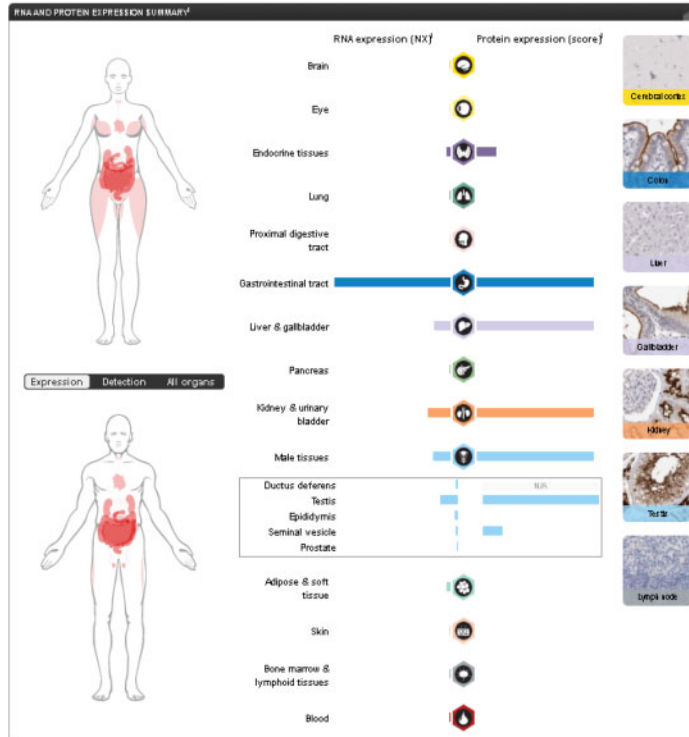 RNA AND PROTEIN EXPRESSION SUMMARY
RNA expression (NX)
Protein expression (score)
Brain
Eye
Endocrine tissues
Lung
Proximal digestive
tract
Gastrointestinal tract
Liver & gallbladder
Pancreas
Kidney & urinary
bladder
Male tissues
Ductus deferens
N/A
Testis
Epididymis
Seminal vesicle
Prostate
Adipose & soft
tissue
Skin
Bone marrow &
lymphoid tissues
Blood
Expression Detection All organs
Cerebral cortex
Colon
Liver
Gallbladder
Kidney
Testis
Lymph node